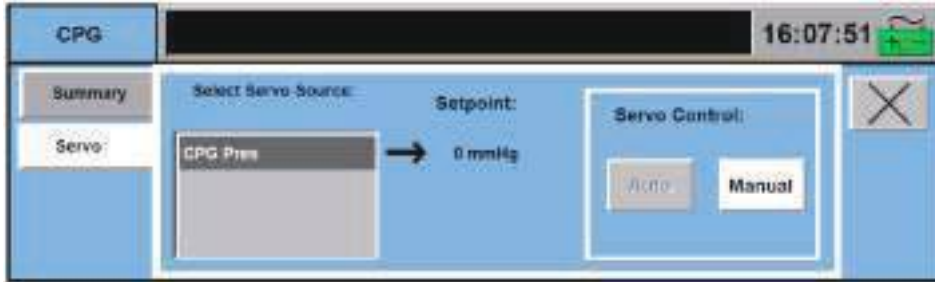 CPG
16:07:51
Summary
Servo
Select Servo Source:
CPG Pres
Setpoint:
0 mmHg
Servo Control:
Auto
Manual